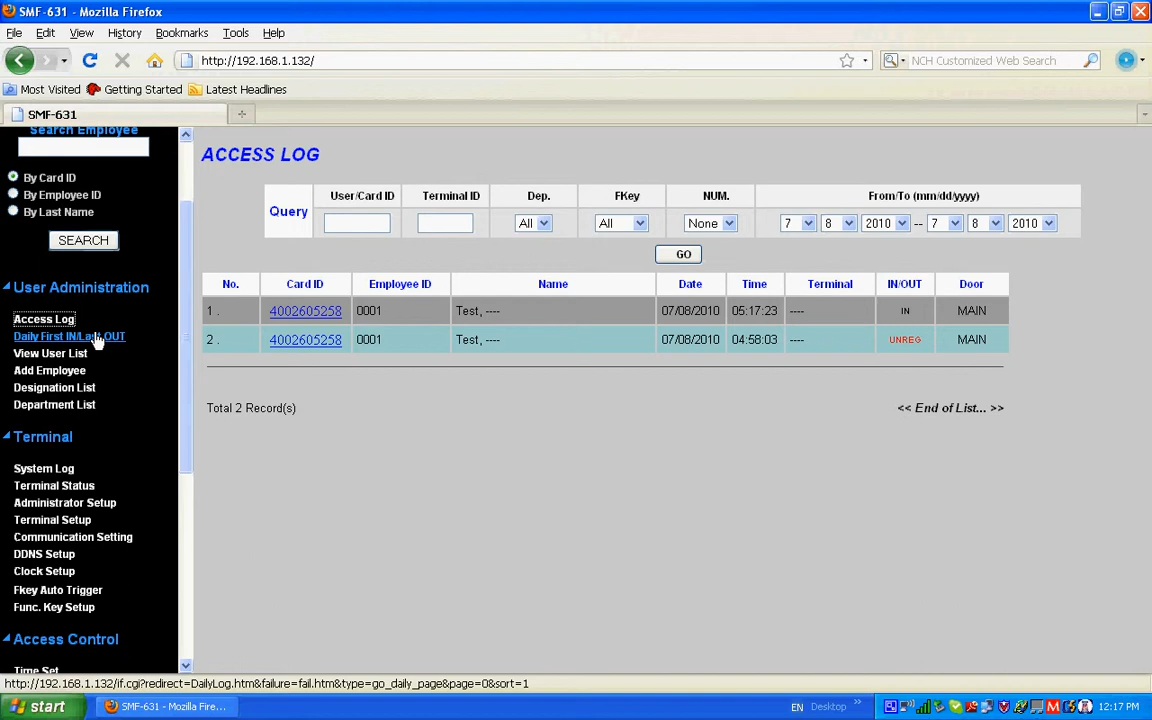 SMF-631 - Mozilla Firefox
File Edit View History Bookmarks Tools Help
http://192.168.1.132/
NCH Customized Web Search
Most Visited Getting Started Latest Headlines
SMF-631
Search Employee
By Card ID
By Employee ID
By Last Name
SEARCH
User Administration
Access Log
Daily First IN/Last OUT
View User List
Add Employee
Designation List
Department List
Terminal
System Log
Terminal Status
Administrator Setup
Terminal Setup
Communication Setting
DDNS Setup
Clock Setup
Fkey Auto Trigger
Func. Key Setup
Access Control
Time Set
ACCESS LOG
Query User/Card ID Terminal ID Dep. FKey NUM. From/To (mm/dd/yyyy)
All All None 7 8 2010 -- 7 8 2010
GO
No. Card ID Employee ID Name Date Time Terminal IN/OUT Door
1 . 4002605258 0001 Test, ---- 07/08/2010 05:17:23 ---- IN MAIN
2 . 4002605258 0001 Test, ---- 07/08/2010 04:58:03 ---- UNREG MAIN
Total 2 Record(s) << End of List... >>
http://192.168.1.132/if.cgi?redirect=DailyLog.htm&failure=fail.htm&type=go_daily_page&page=0&sort=1
start SMF-631 - Mozilla Fire... EN Desktop » 12:17 PM